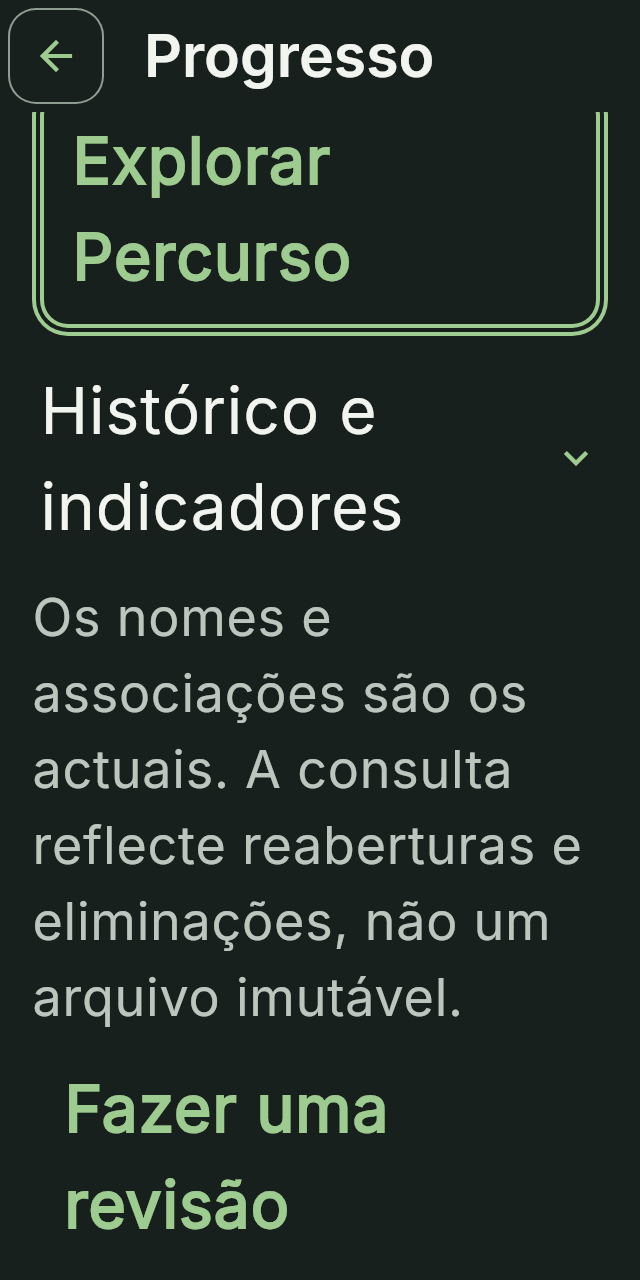 Progresso
Explorar
Percurso
Histórico e
indicadores
Os nomes e
associações são os
actuais. A consulta
reflecte reaberturas e
eliminações, não um
arquivo imutável.
Fazer uma
revisão